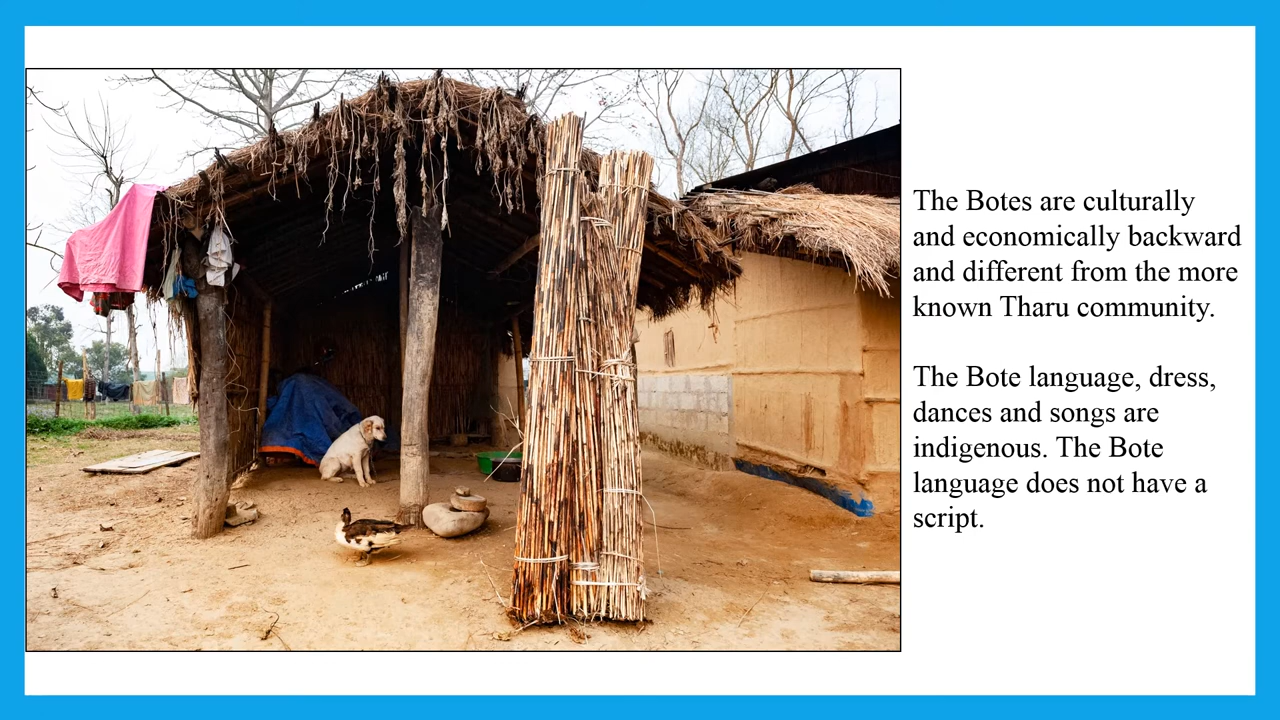 The Botes are culturally
and economically backward
and different from the more
known Tharu community.
The Bote language, dress,
dances and songs are
indigenous. The Bote
language does not have a
script.